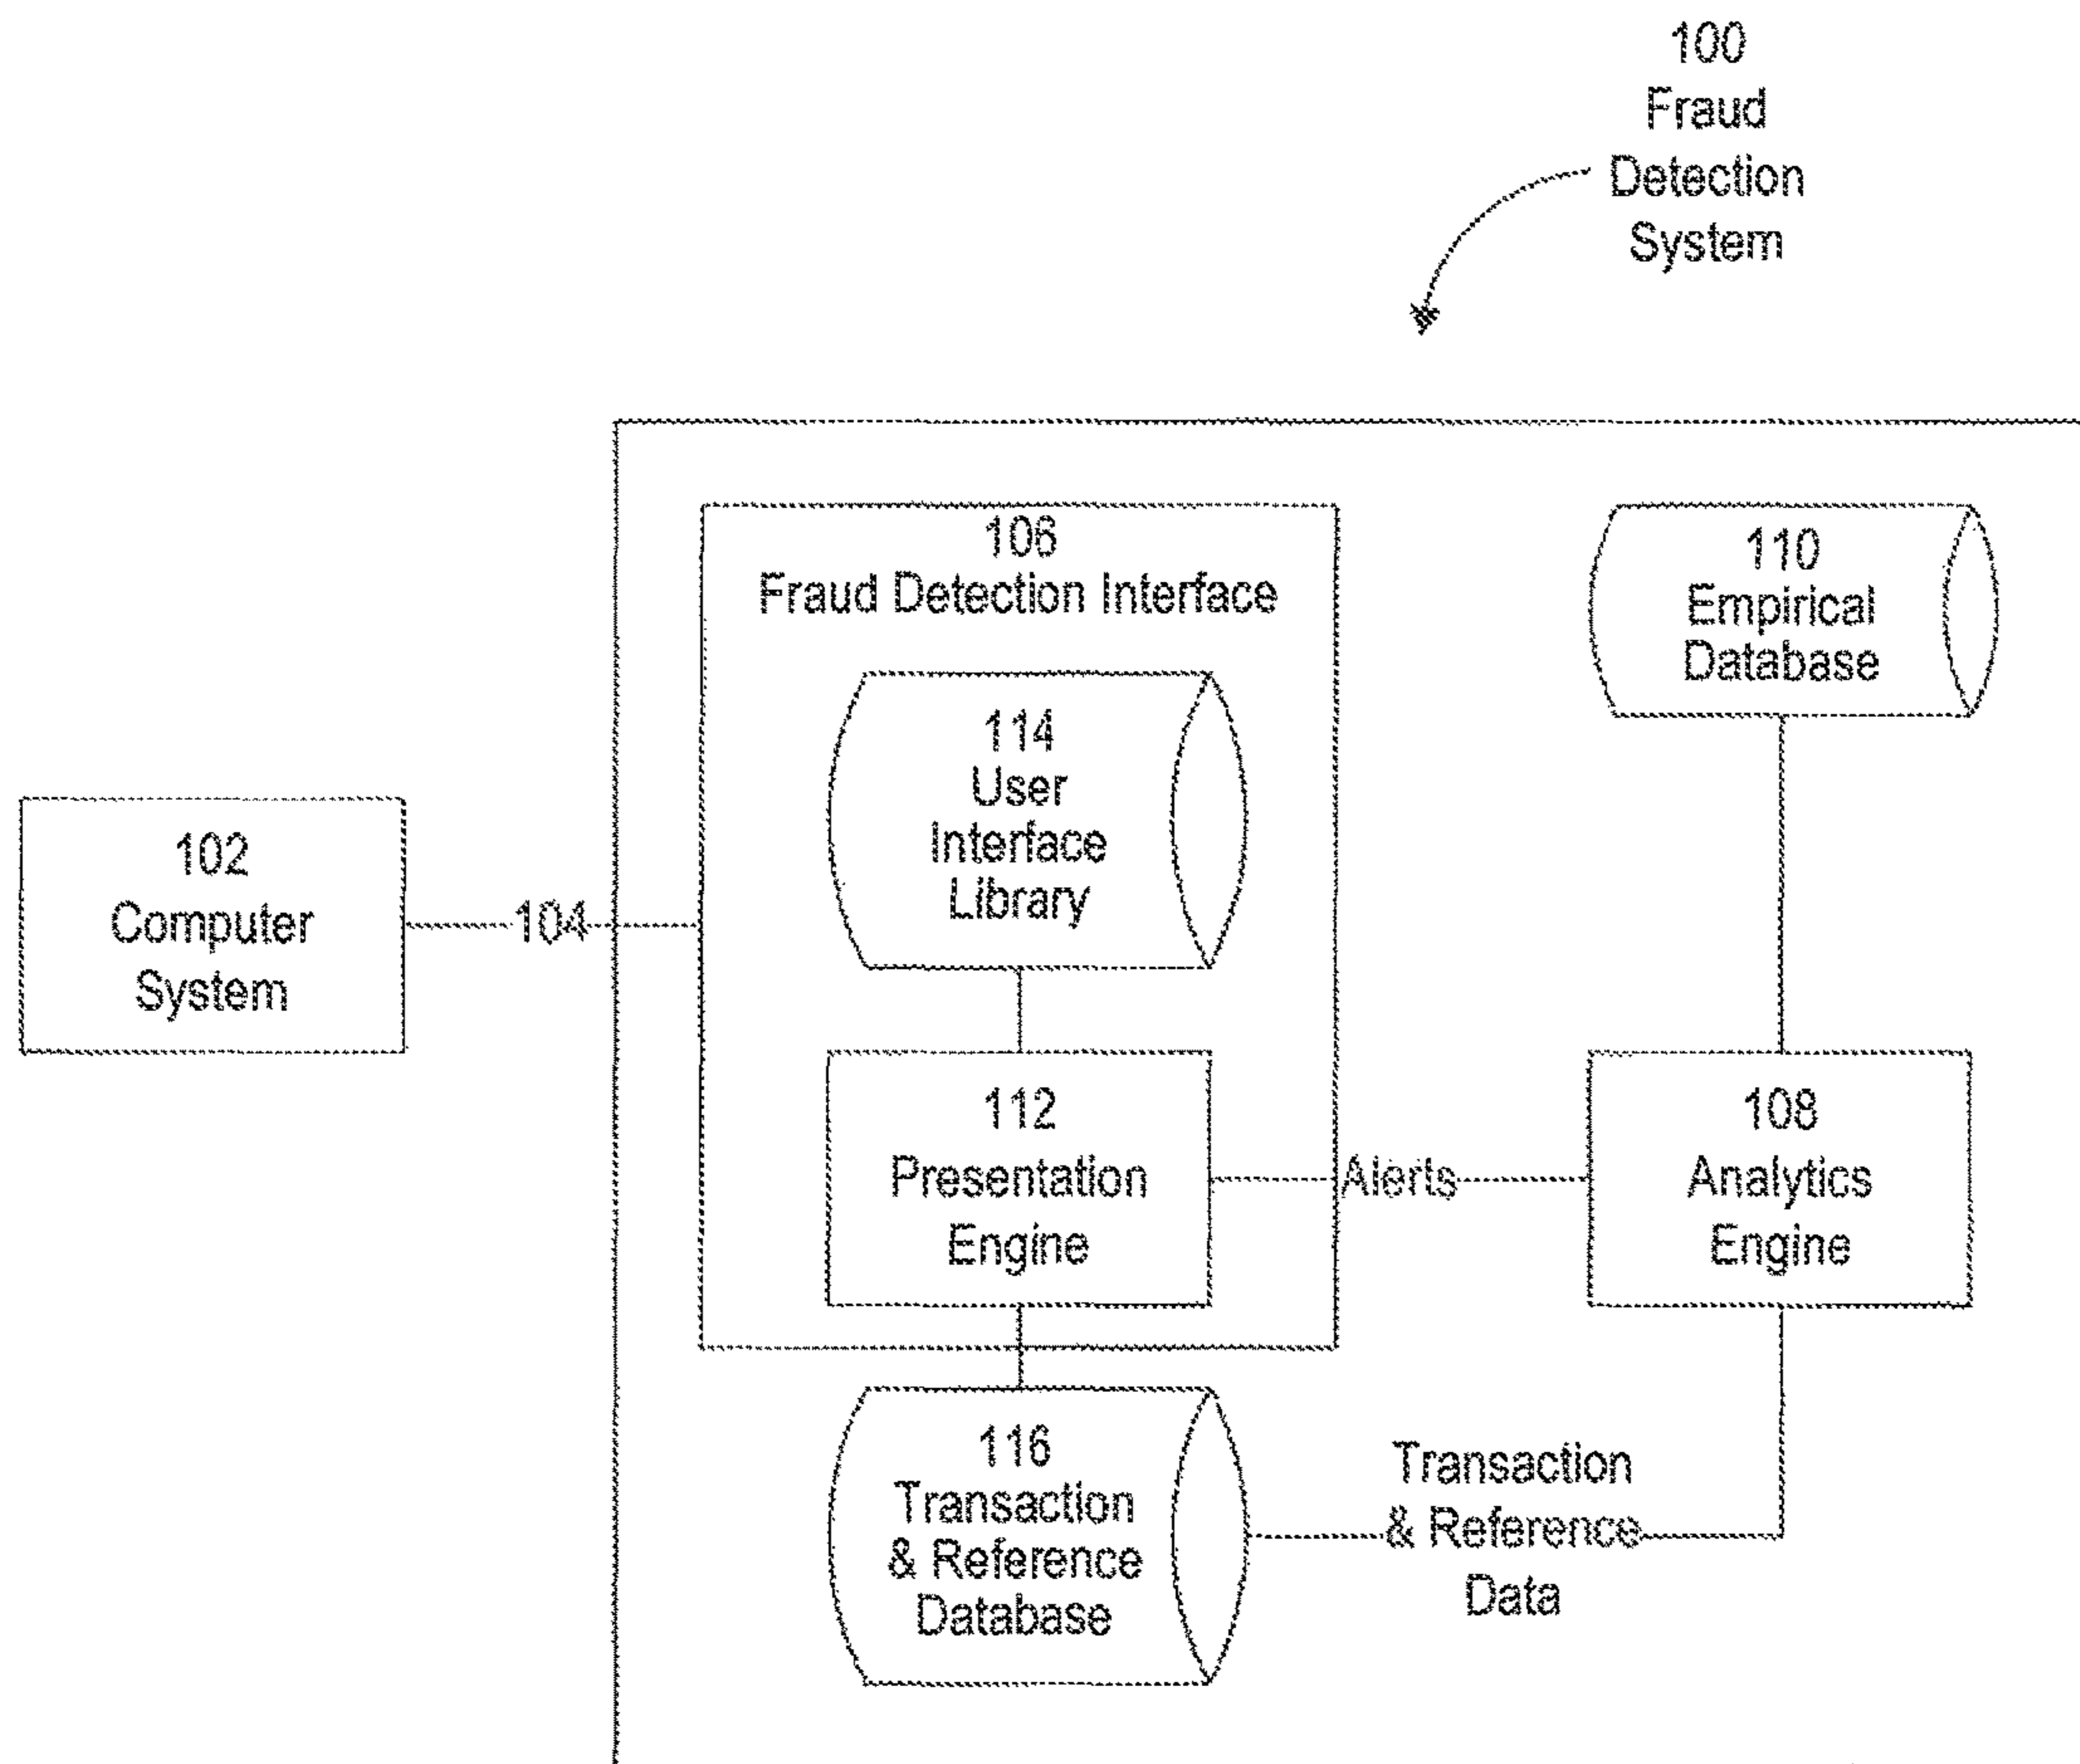 100
Fraud
Detection
System
106
Fraud Detection Interface
110
Empirical
Database
114
User
Interface
Library
102
Computer
System
104
112
Presentation
Engine
Alerts
108
Analytics
Engine
116
Transaction
& Reference
Database
Transaction
& Reference
Data